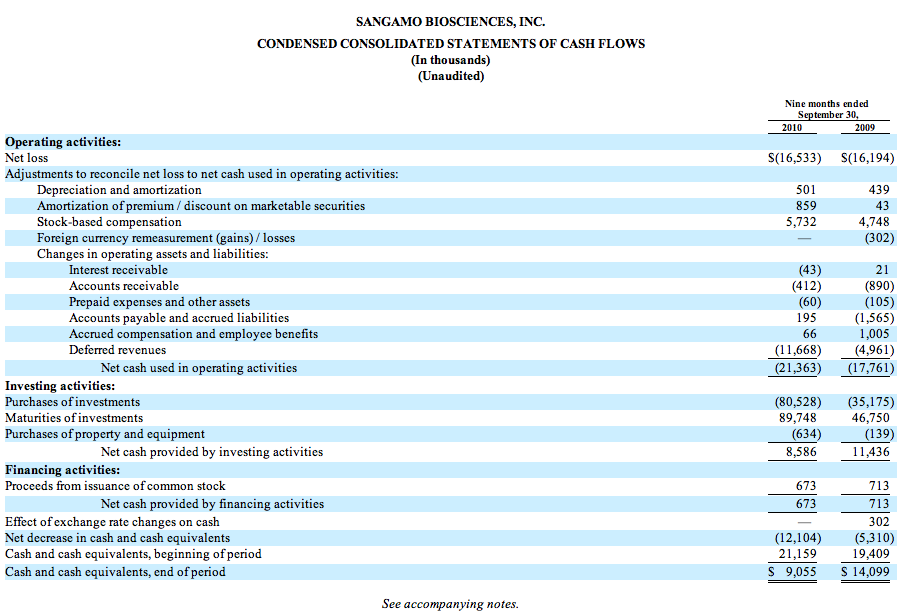 SANGAMO BIOSCIENCES, INC.
CONDENSED CONSOLIDATED STATEMENTS OF CASH FLOWS
(In thousands)
(Unaudited)
Nine months ended
September 30,
2010 2009
Operating activities:
Net loss $(16,533) $(16,194)
Adjustments to reconcile net loss to net cash used in operating activities:
Depreciation and amortization 501 439
Amortization of premium / discount on marketable securities 859 43
Stock-based compensation 5,732 4,748
Foreign currency remeasurement (gains) / losses — (302)
Changes in operating assets and liabilities:
Interest receivable (43) 21
Accounts receivable (412) (890)
Prepaid expenses and other assets (60) (105)
Accounts payable and accrued liabilities 195 (1,565)
Accrued compensation and employee benefits 66 1,005
Deferred revenues (11,668) (4,961)
Net cash used in operating activities (21,363) (17,761)
Investing activities:
Purchases of investments (80,528) (35,175)
Maturities of investments 89,748 46,750
Purchases of property and equipment (634) (139)
Net cash provided by investing activities 8,586 11,436
Financing activities:
Proceeds from issuance of common stock 673 713
Net cash provided by financing activities 673 713
Effect of exchange rate changes on cash — 302
Net decrease in cash and cash equivalents (12,104) (5,310)
Cash and cash equivalents, beginning of period 21,159 19,409
Cash and cash equivalents, end of period $ 9,055 $ 14,099
See accompanying notes.